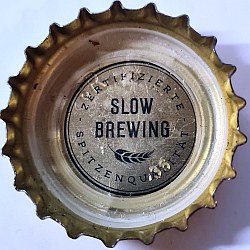 - ZERTIFIZIERTE -
SLOW
BREWING
SPITZENQUALITÄT